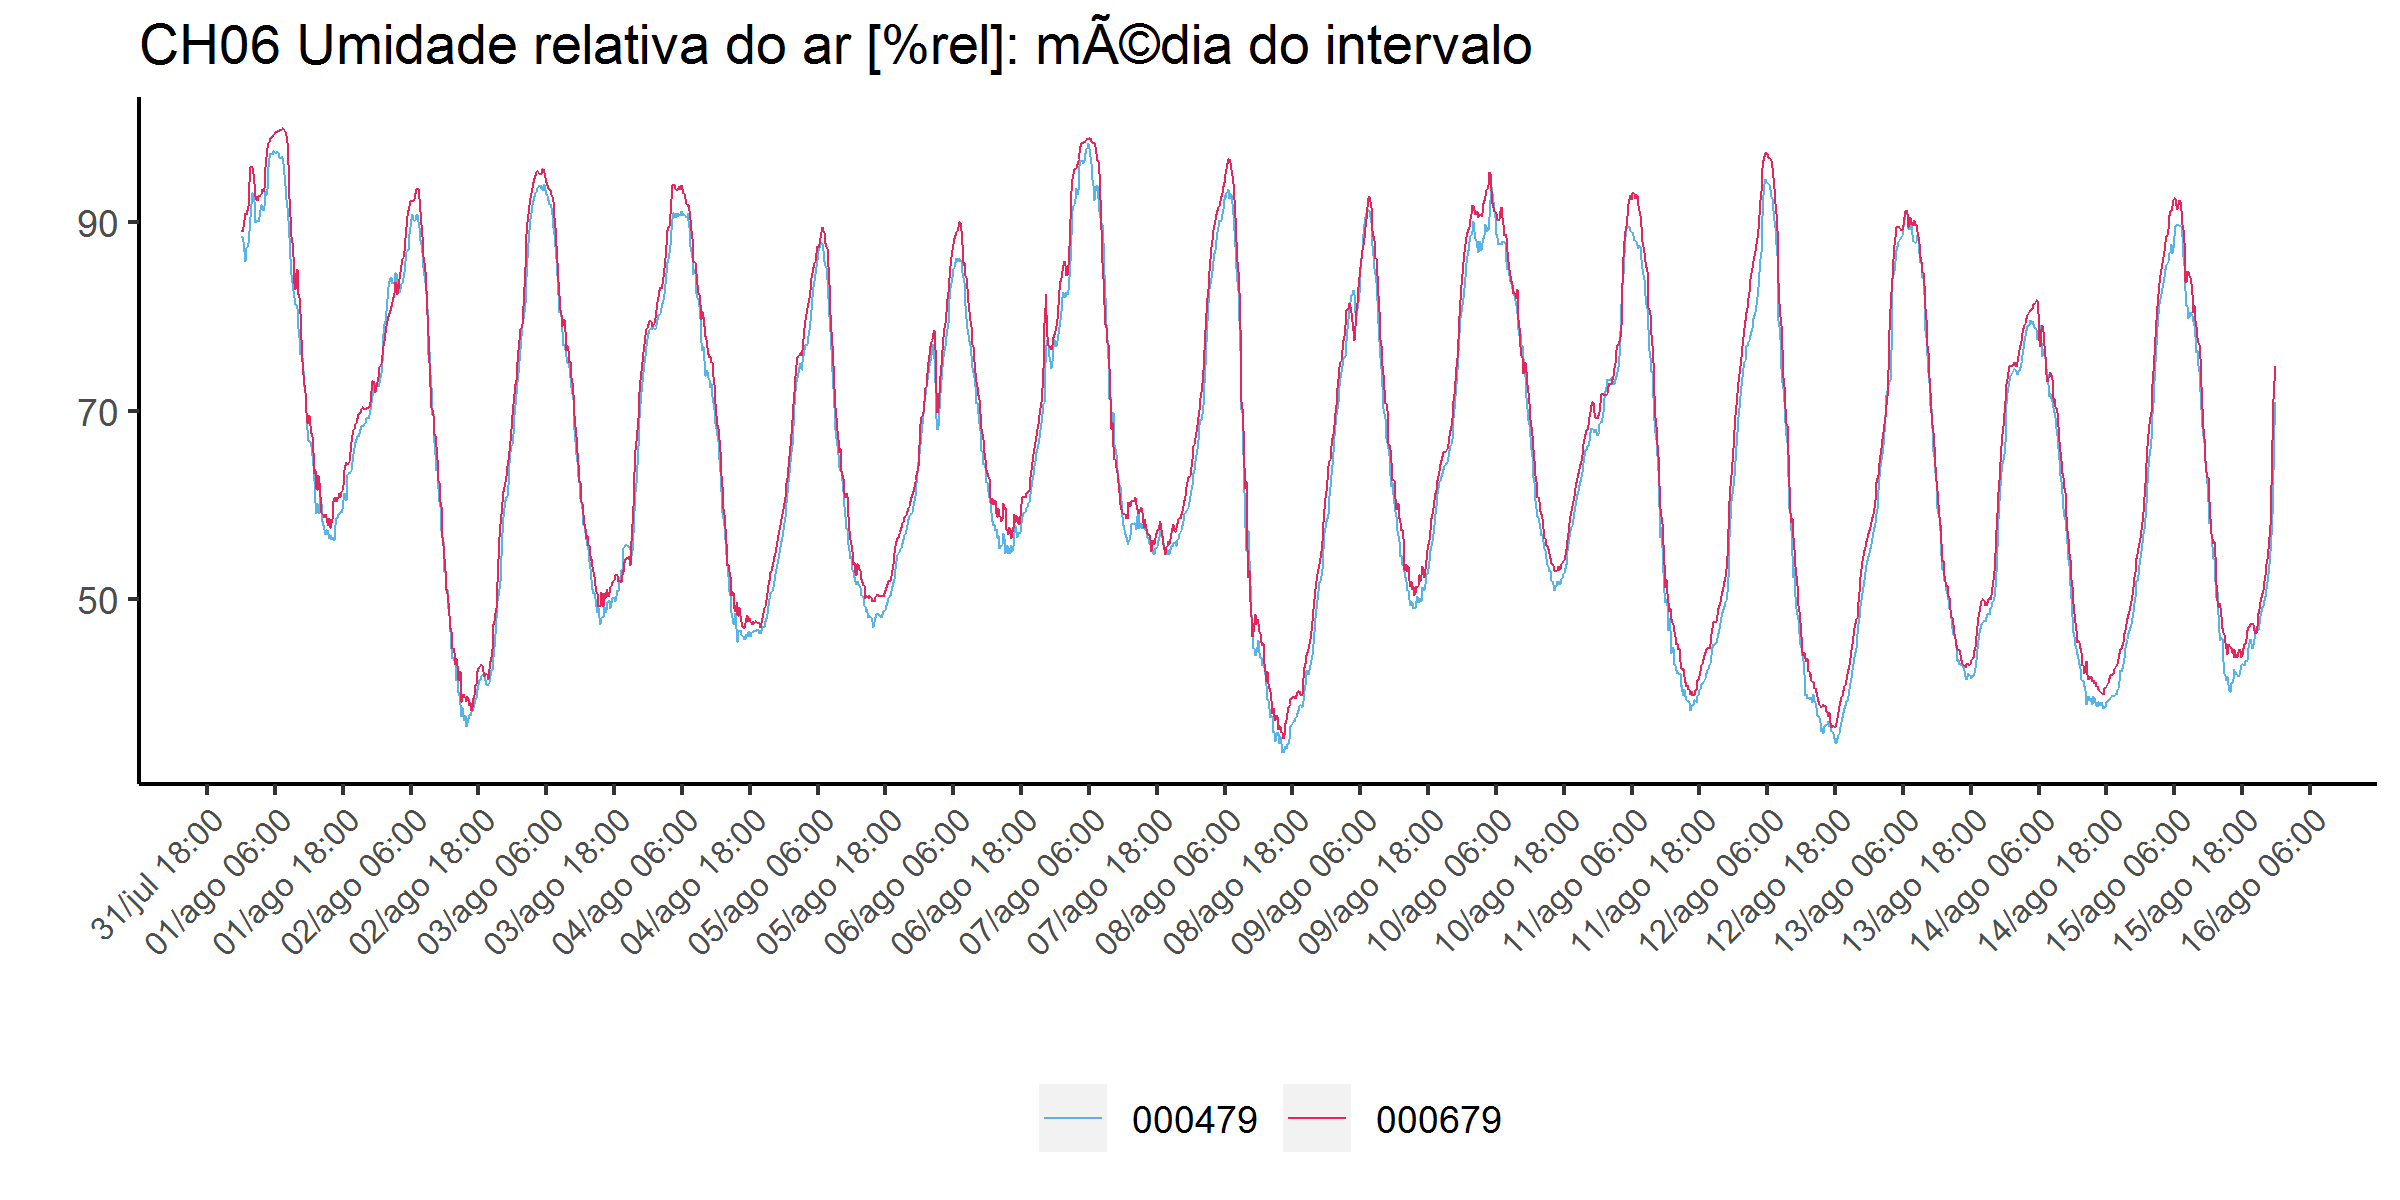 CH06 Umidade relativa do ar [%rel]: mÃ©dia do intervalo
90
70
50
31/jul 18:00
01/ago 06:00
01/ago 18:00
02/ago 06:00
02/ago 18:00
03/ago 06:00
03/ago 18:00
04/ago 06:00
04/ago 18:00
05/ago 06:00
05/ago 18:00
06/ago 06:00
06/ago 18:00
07/ago 06:00
07/ago 18:00
08/ago 06:00
08/ago 18:00
09/ago 06:00
09/ago 18:00
10/ago 06:00
10/ago 18:00
11/ago 06:00
11/ago 18:00
12/ago 06:00
12/ago 18:00
13/ago 06:00
13/ago 18:00
14/ago 06:00
14/ago 18:00
15/ago 06:00
15/ago 18:00
16/ago 06:00
000479
000679